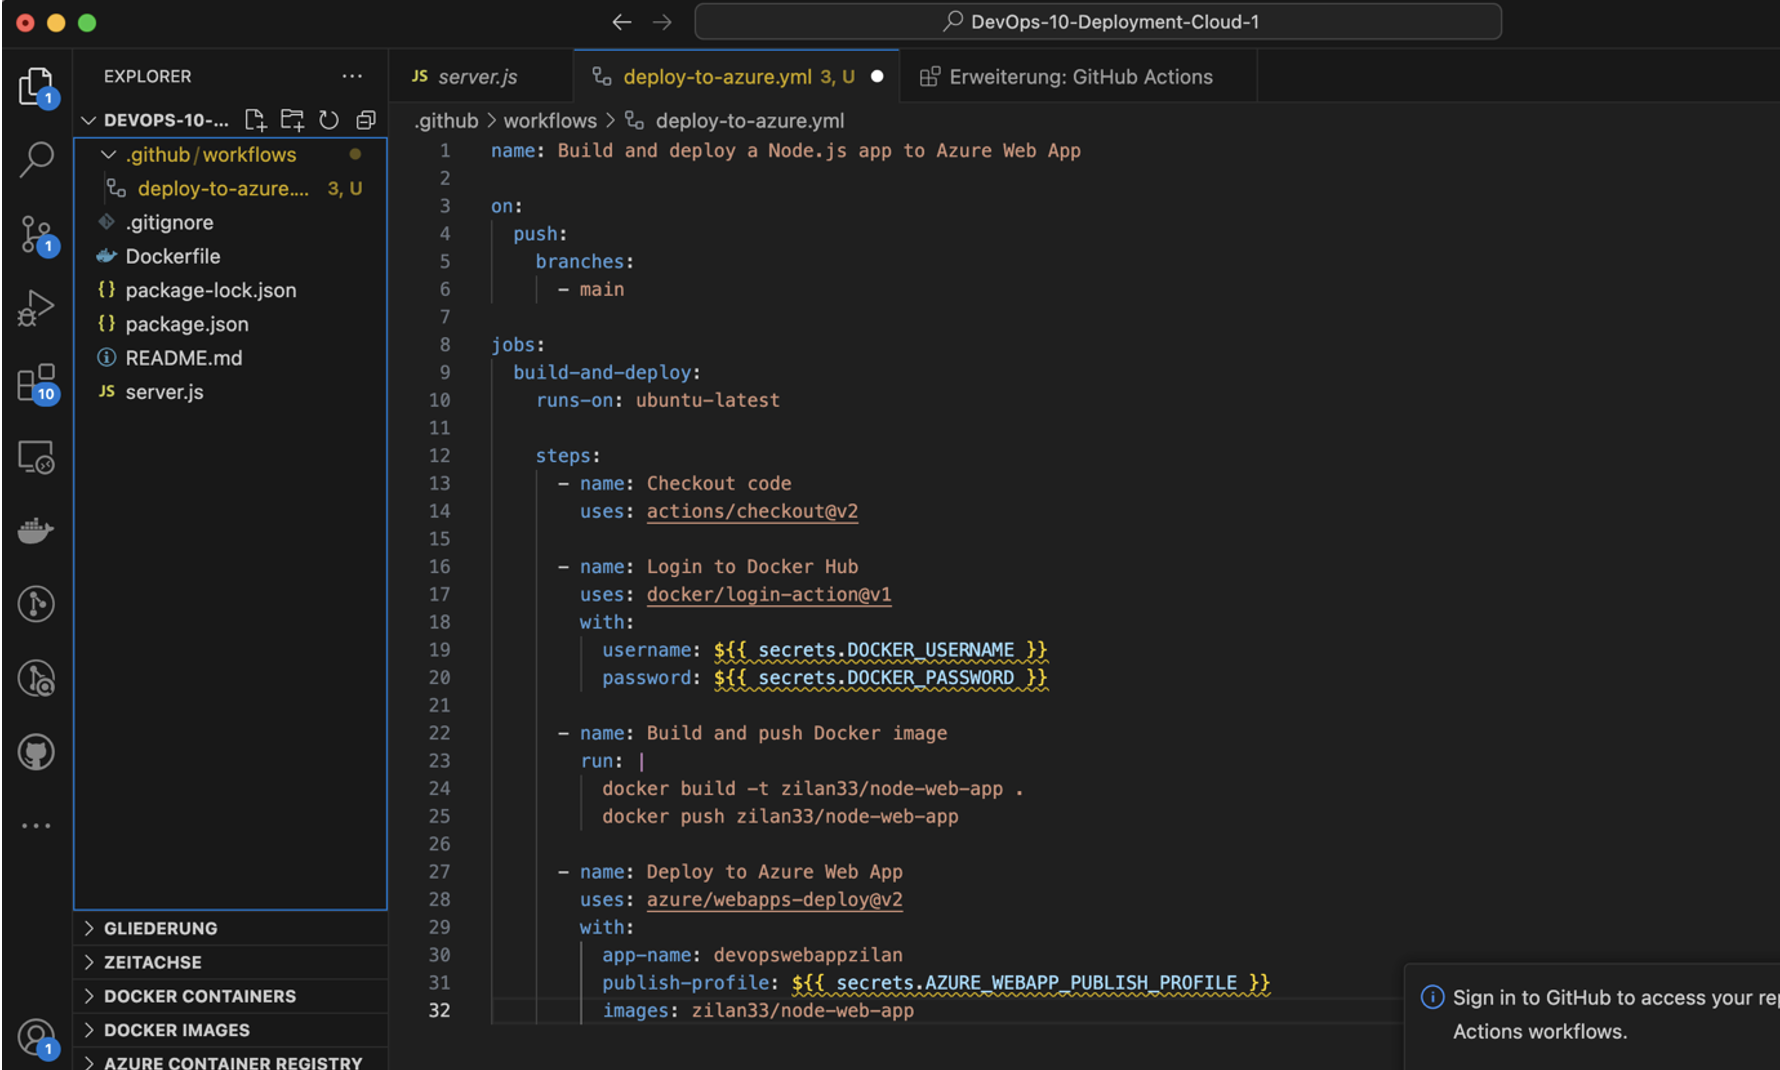 DevOps-10-Deployment-Cloud-1
EXPLORER
DEVOPS-10-...
.github/workflows
deploy-to-azure.... 3, U
.gitignore
Dockerfile
{} package-lock.json
{} package.json
README.md
JS server.js
GLIEDERUNG
ZEITACHSE
DOCKER CONTAINERS
DOCKER IMAGES
AZURE CONTAINER REGISTRY
1
1
10
1
JS server.js
deploy-to-azure.yml 3, U
Erweiterung: GitHub Actions
.github > workflows > deploy-to-azure.yml
1 name: Build and deploy a Node.js app to Azure Web App
2
3 on:
4 push:
5 branches:
6 - main
7
8 jobs:
9 build-and-deploy:
10 runs-on: ubuntu-latest
11
12 steps:
13 - name: Checkout code
14 uses: actions/checkout@v2
15
16 - name: Login to Docker Hub
17 uses: docker/login-action@v1
18 with:
19 username: ${{ secrets.DOCKER_USERNAME }}
20 password: ${{ secrets.DOCKER_PASSWORD }}
21
22 - name: Build and push Docker image
23 run: |
24 docker build -t zilan33/node-web-app .
25 docker push zilan33/node-web-app
26
27 - name: Deploy to Azure Web App
28 uses: azure/webapps-deploy@v2
29 with:
30 app-name: devopswebappzilan
31 publish-profile: ${{ secrets.AZURE_WEBAPP_PUBLISH_PROFILE }}
32 images: zilan33/node-web-app
Sign in to GitHub to access your rep
Actions workflows.